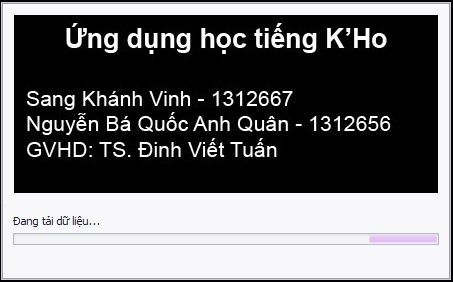 Ứng dụng học tiếng K’Ho
Sang Khánh Vinh - 1312667
Nguyễn Bá Quốc Anh Quân - 1312656
GVHD: TS. Đinh Viết Tuấn
Đang tải dữ liệu...